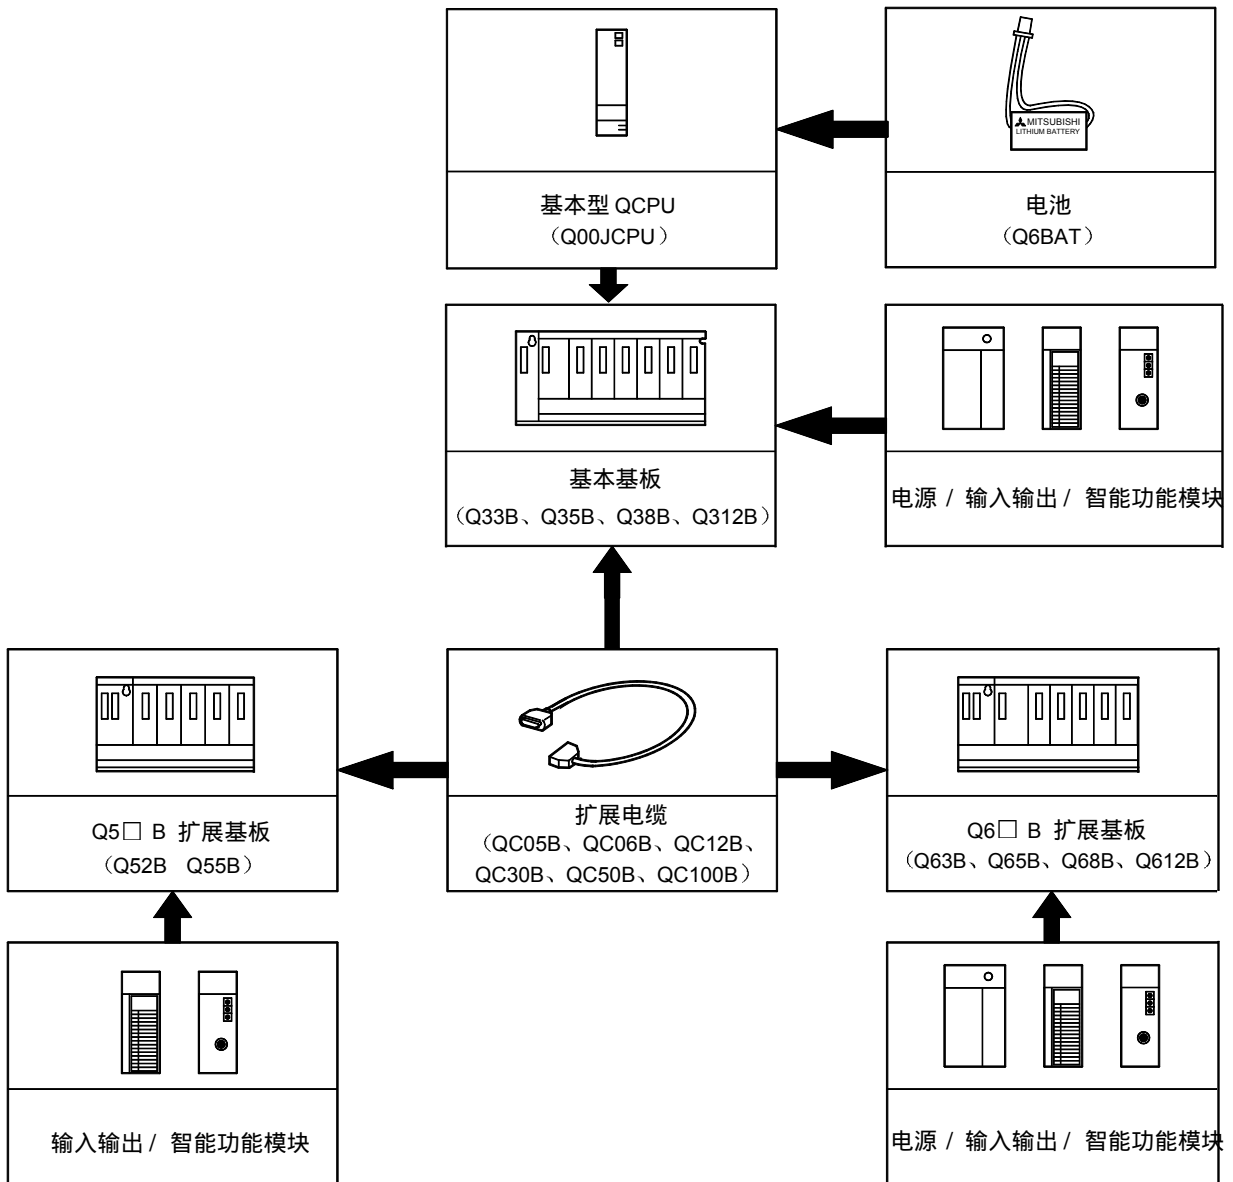 MITSUBISHI
LITHIUM BATTERY
基本型 QCPU
（Q00JCPU）
电池
（Q6BAT）
基本基板
（Q33B、Q35B、Q38B、Q312B）
电源 / 输入输出 / 智能功能模块
Q5□ B 扩展基板
（Q52B Q55B）
扩展电缆
（QC05B、QC06B、QC12B、
QC30B、QC50B、QC100B）
Q6□ B 扩展基板
（Q63B、Q65B、Q68B、Q612B）
输入输出 / 智能功能模块
电源 / 输入输出 / 智能功能模块